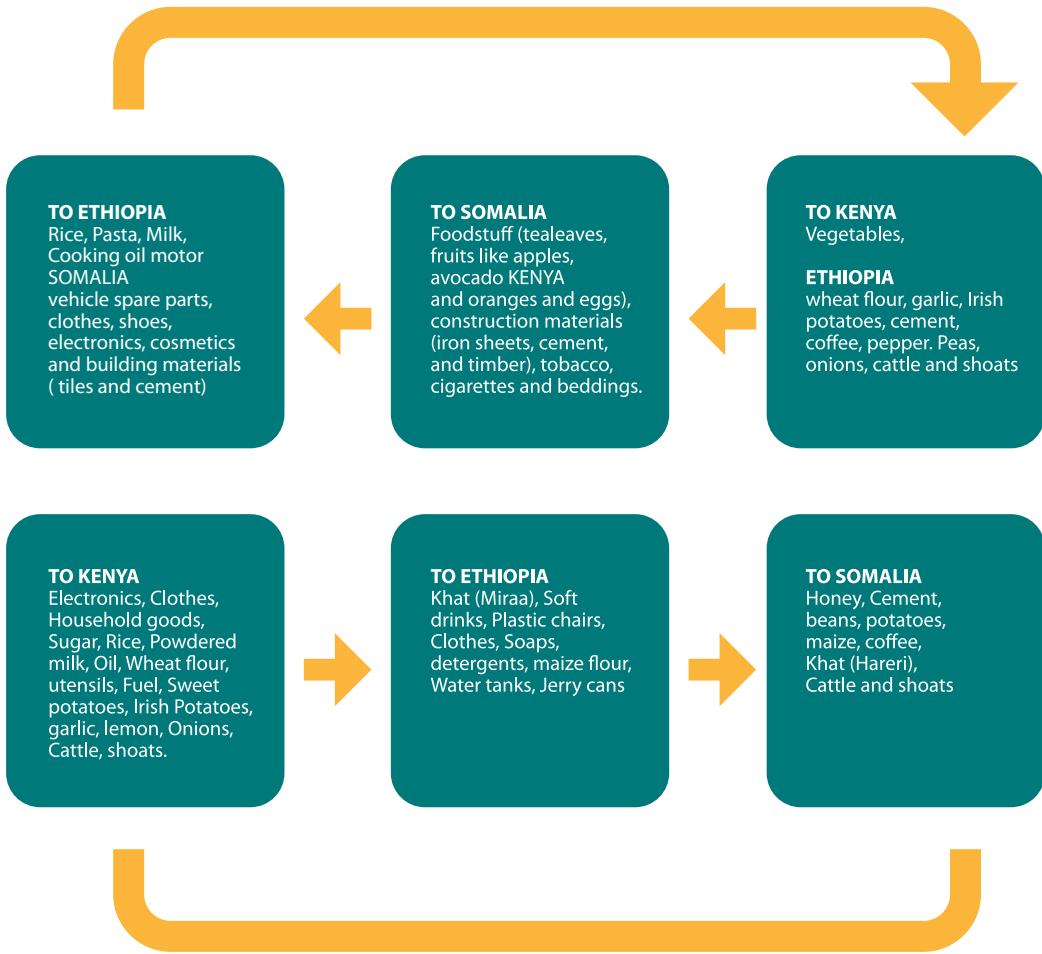 TO ETHIOPIA
Rice, Pasta, Milk,
Cooking oil motor
SOMALIA
vehicle spare parts,
clothes, shoes,
electronics, cosmetics
and building materials
( tiles and cement)
TO SOMALIA
Foodstuff (tealeaves,
fruits like apples,
avocado KENYA
and oranges and eggs),
construction materials
(iron sheets, cement,
and timber), tobacco,
cigarettes and beddings.
TO KENYA
Vegetables,
ETHIOPIA
wheat flour, garlic, Irish
potatoes, cement,
coffee, pepper. Peas,
onions, cattle and shoats
TO KENYA
Electronics, Clothes,
Household goods,
Sugar, Rice, Powdered
milk, Oil, Wheat flour,
utensils, Fuel, Sweet
potatoes, Irish Potatoes,
garlic, lemon, Onions,
Cattle, shoats.
TO ETHIOPIA
Khat (Miraa), Soft
drinks, Plastic chairs,
Clothes, Soaps,
detergents, maize flour,
Water tanks, Jerry cans
TO SOMALIA
Honey, Cement,
beans, potatoes,
maize, coffee,
Khat (Hareri),
Cattle and shoats